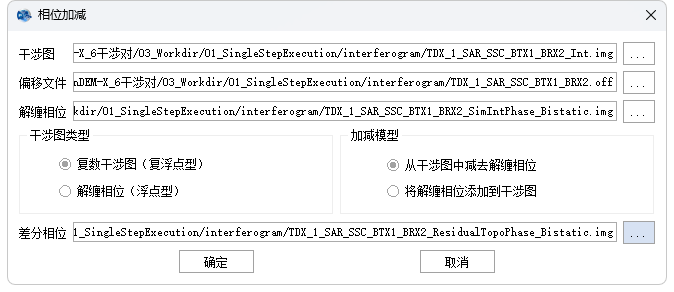 相位加减
干涉图 -X_6干涉对/03_Workdir/01_SingleStepExecution/interferogram/TDX_1_SAR_SSC_BTX1_BRX2_Int.img ...
偏移文件 nDEM-X_6干涉对/03_Workdir/01_SingleStepExecution/interferogram/TDX_1_SAR_SSC_BTX1_BRX2.off ...
解缠相位 kdir/01_SingleStepExecution/interferogram/TDX_1_SAR_SSC_BTX1_BRX2_SimIntPhase_Bistatic.img ...
干涉图类型 加减模型
复数干涉图（复浮点型） 从干涉图中减去解缠相位
解缠相位（浮点型） 将解缠相位添加到干涉图
差分相位 1_SingleStepExecution/interferogram/TDX_1_SAR_SSC_BTX1_BRX2_ResidualTopoPhase_Bistatic.img ...
确定 取消